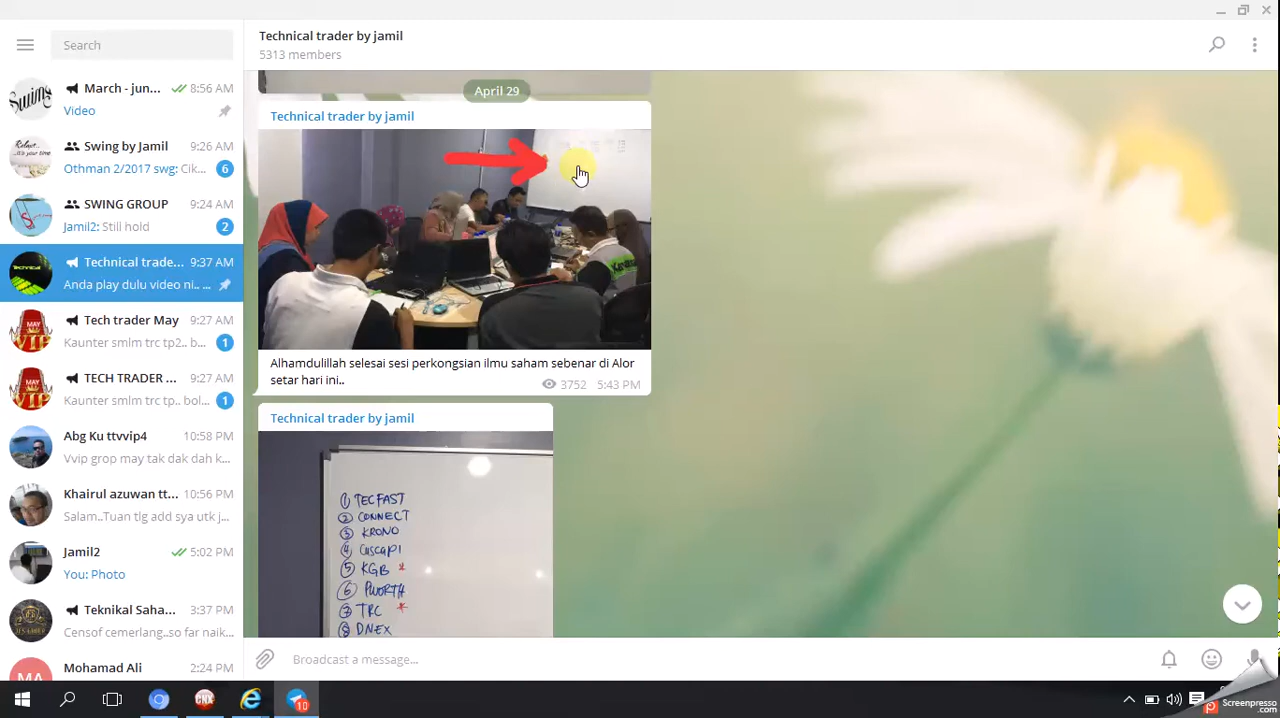 Search
Technical trader by jamil
5313 members
March - jun... 8:56 AM
Video
Swing by Jamil 9:26 AM
Othman 2/2017 swg: Cik... 6
SWING GROUP 9:24 AM
Jamil2: Still hold 2
Technical trade... 9:37 AM
Anda play dulu video ni.. ...
Tech trader May 9:27 AM
Kaunter smlm trc tp2.. b... 1
TECH TRADER ... 9:27 AM
Kaunter smlm trc tp.. bol... 1
Abg Ku ttvvip4 10:58 PM
Vvip grop may tak dak dah k...
Khairul azuwan tt... 10:56 PM
Salam..Tuan tlg add sya utk j...
Jamil2 5:02 PM
You: Photo
Teknikal Saha... 3:37 PM
Censof cemerlang..so far naik...
Mohamad Ali 2:24 PM
MA
April 29
Technical trader by jamil
Alhamdulillah selesai sesi perkongsian ilmu saham sebenar di Alor
setar hari ini..
3752 5:43 PM
Technical trader by jamil
① TECFAST
② CONNECT
③ KRONO
④ CUSCAPI
⑤ KGB *
⑥ PWORTH
⑦ TRC *
⑧ DNEX
Broadcast a message...
CNX
10
Screenpresso
.com